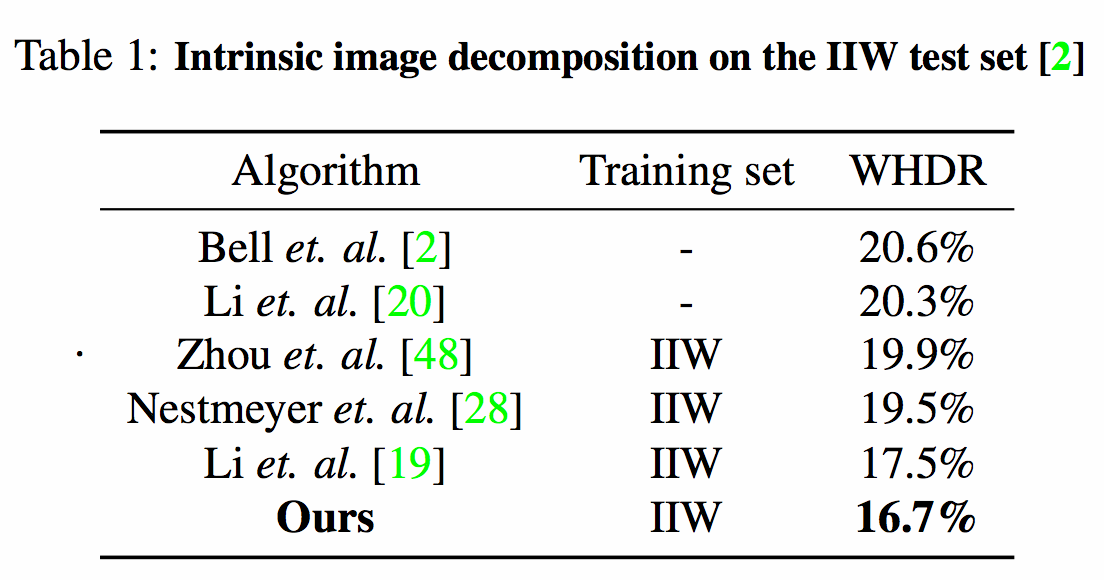 Table 1: Intrinsic image decomposition on the IIW test set [2]
Algorithm Training set WHDR
Bell et. al. [2] - 20.6%
Li et. al. [20] - 20.3%
Zhou et. al. [48] IIW 19.9%
Nestmeyer et. al. [28] IIW 19.5%
Li et. al. [19] IIW 17.5%
Ours IIW 16.7%